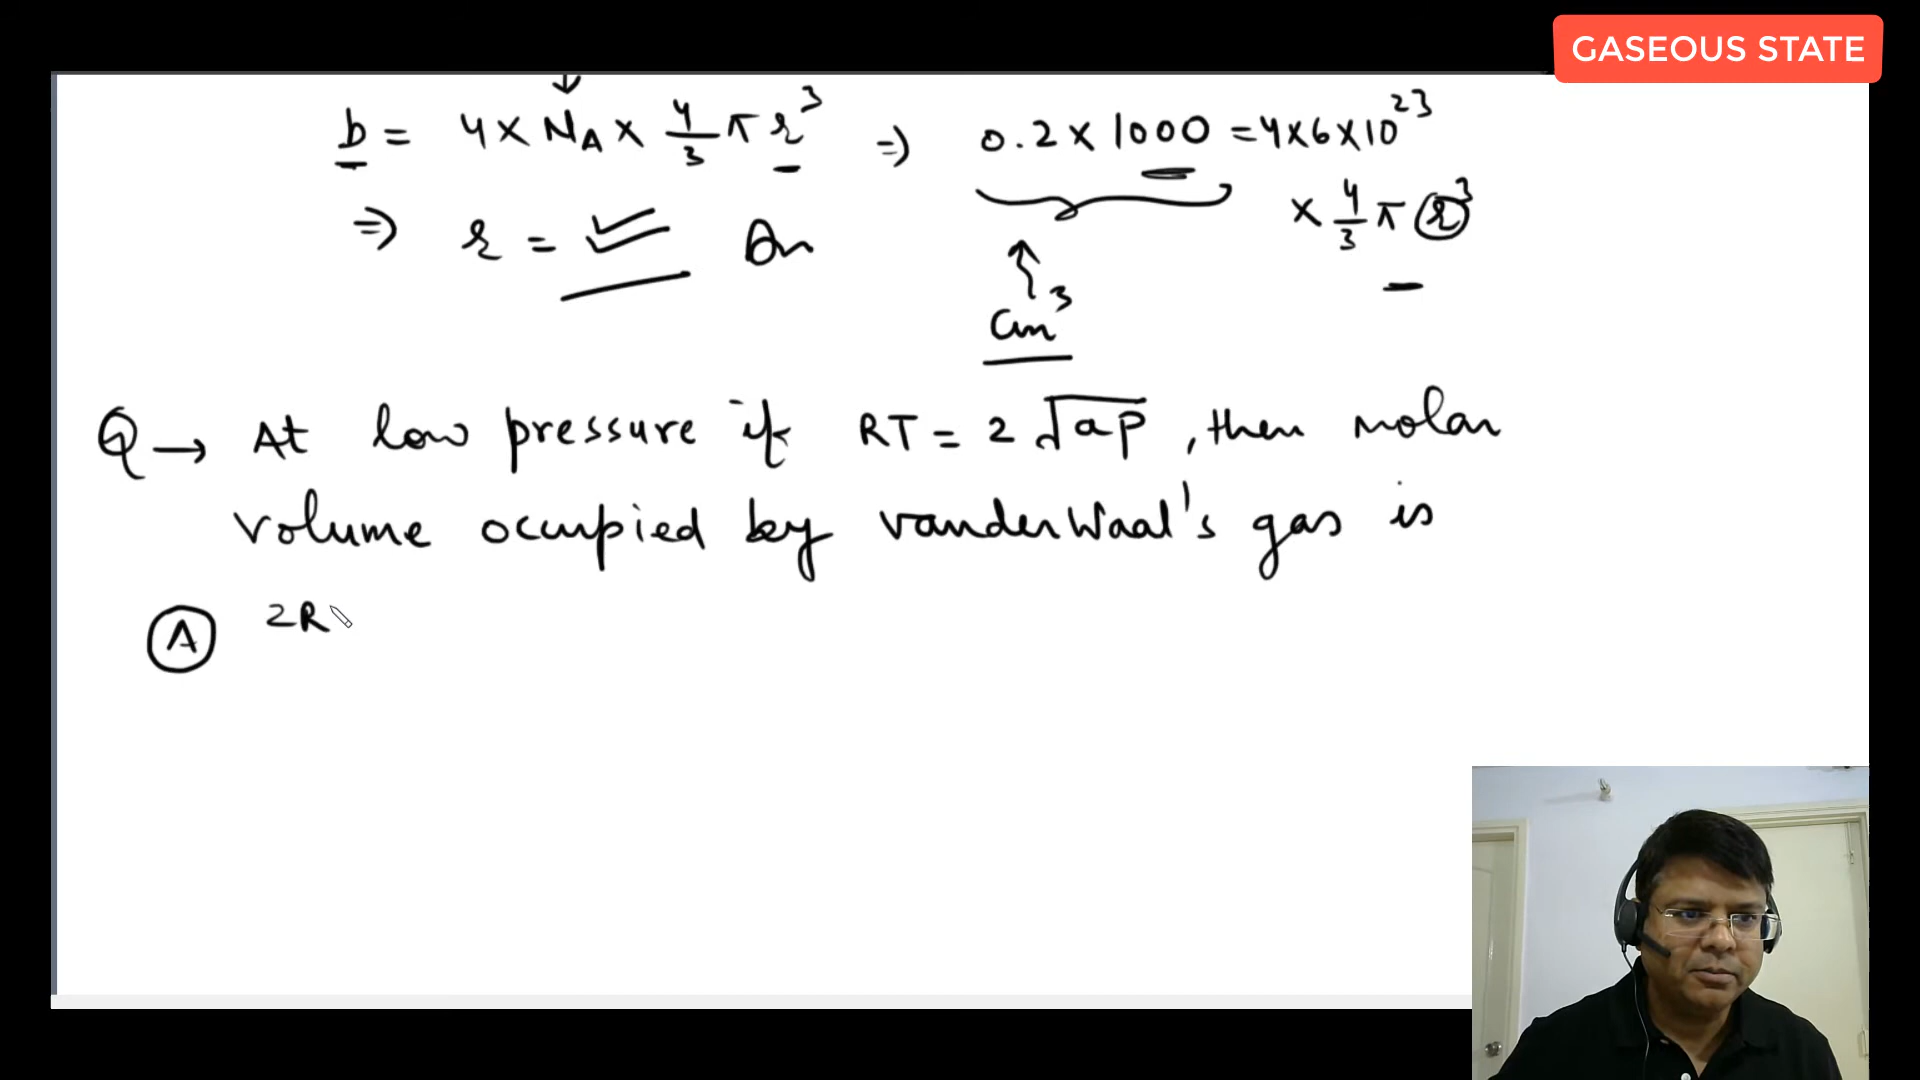 GASEOUS STATE
b = 4 × N_A × 4/3 π r³ ⇒ 0.2 × 1000 = 4×6×10²³
× 4/3 π r³
⇒ r = ✓ An
cm³
Q → At low pressure if RT = 2 √ap , then molar
volume occupied by vanderWaal's gas is
A 2R